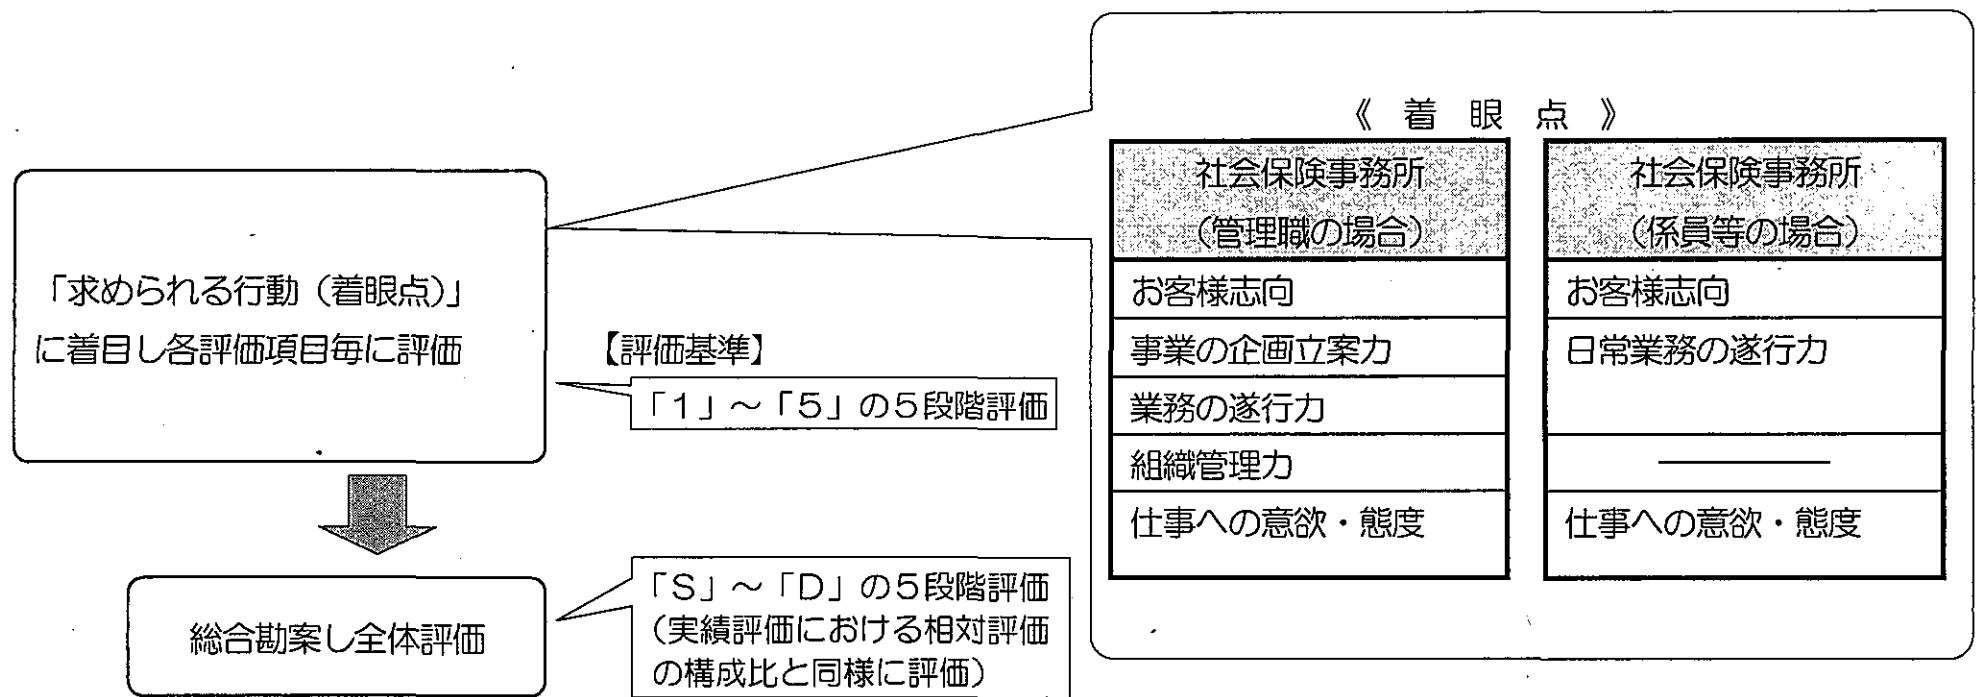 「求められる行動（着眼点）」
に着目し各評価項目毎に評価
【評価基準】
「1」～「5」の5段階評価
総合勘案し全体評価
「S」～「D」の5段階評価
（実績評価における相対評価
の構成比と同様に評価）
《　着　眼　点　》
社会保険事務所
（管理職の場合）
お客様志向
事業の企画立案力
業務の遂行力
組織管理力
仕事への意欲・態度
社会保険事務所
（係員等の場合）
お客様志向
日常業務の遂行力
仕事への意欲・態度